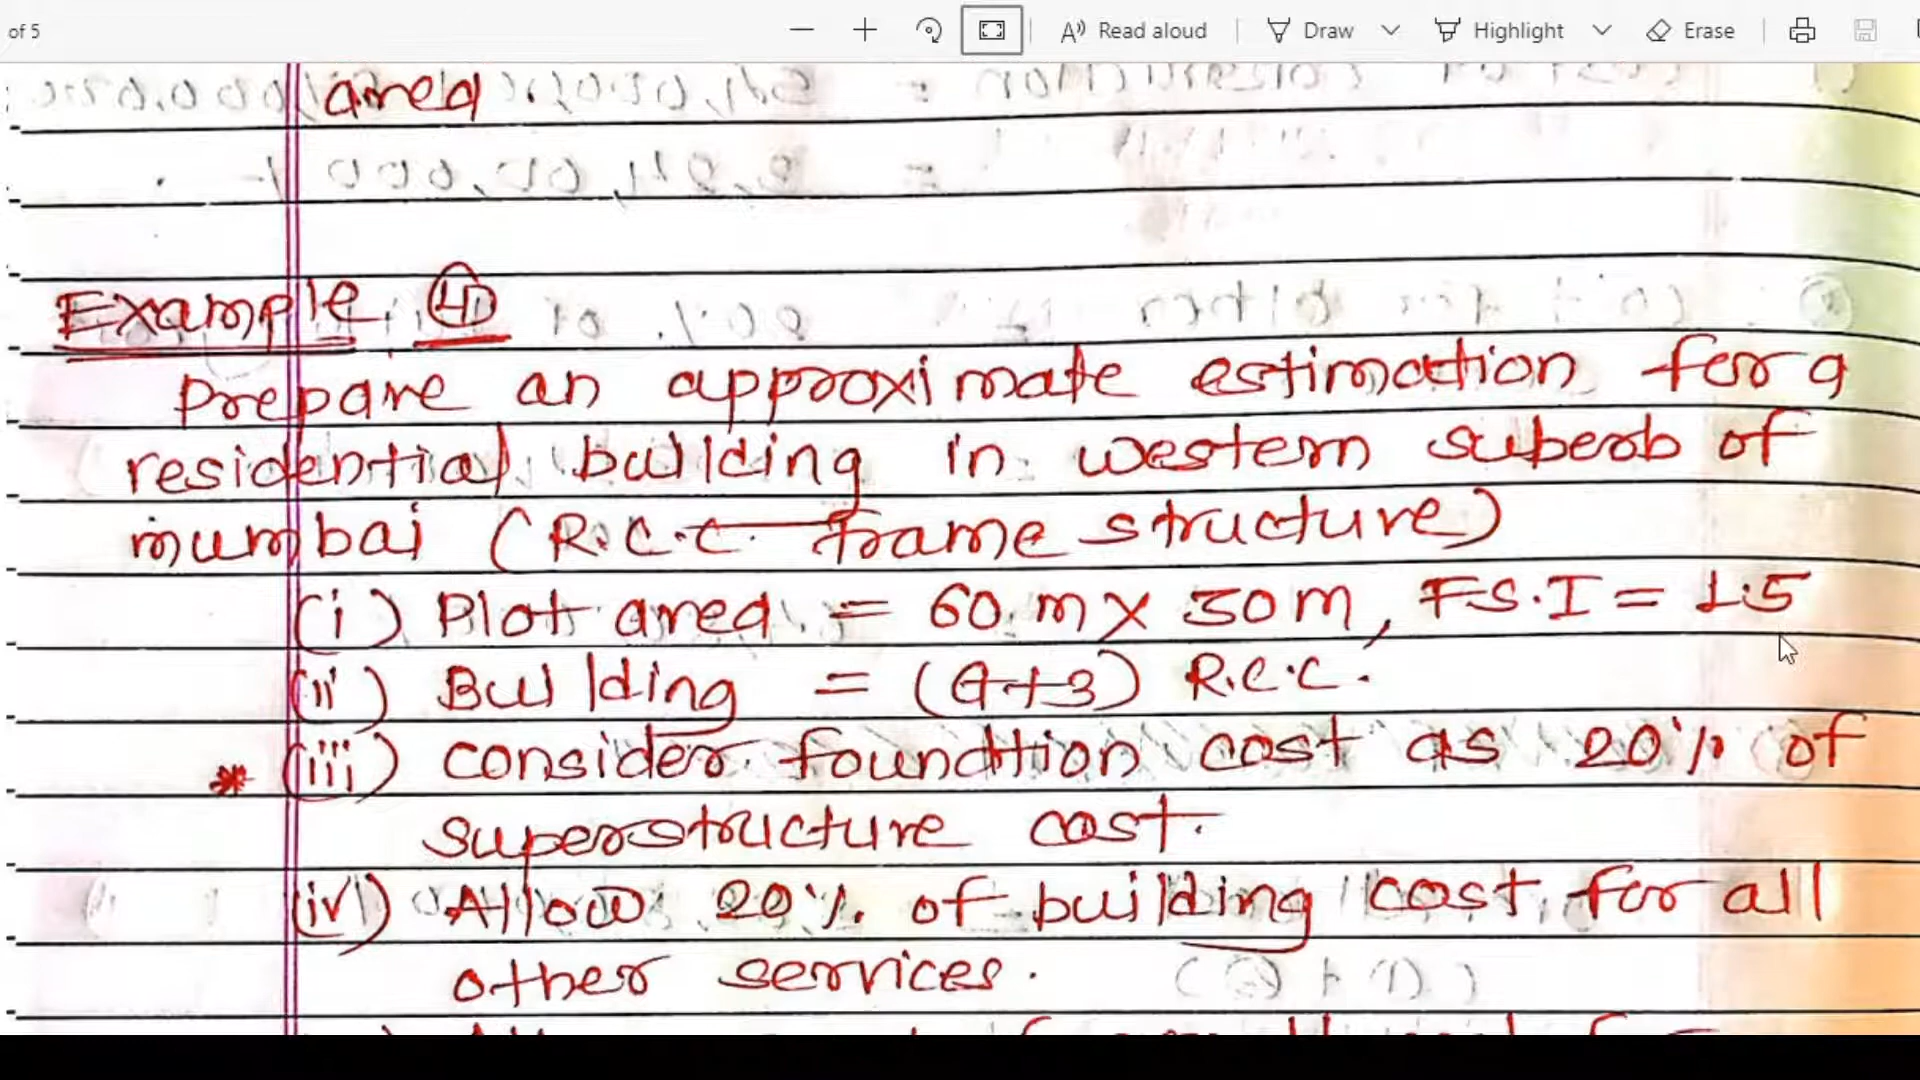 of 5
Read aloud
Draw
Highlight
Erase
area
Example 4
Prepare an approximate estimation for a
residential building in western suberb of
mumbai (R.C.C. frame structure)
(i) Plot area = 60 m X 50 m, F.S.I = 1.5
(ii) Building = (G+3) R.C.C.
* (iii) consider foundtion cost as 20% of
superstructure cost.
(iv) Allow 20% of building cost for all
other services.